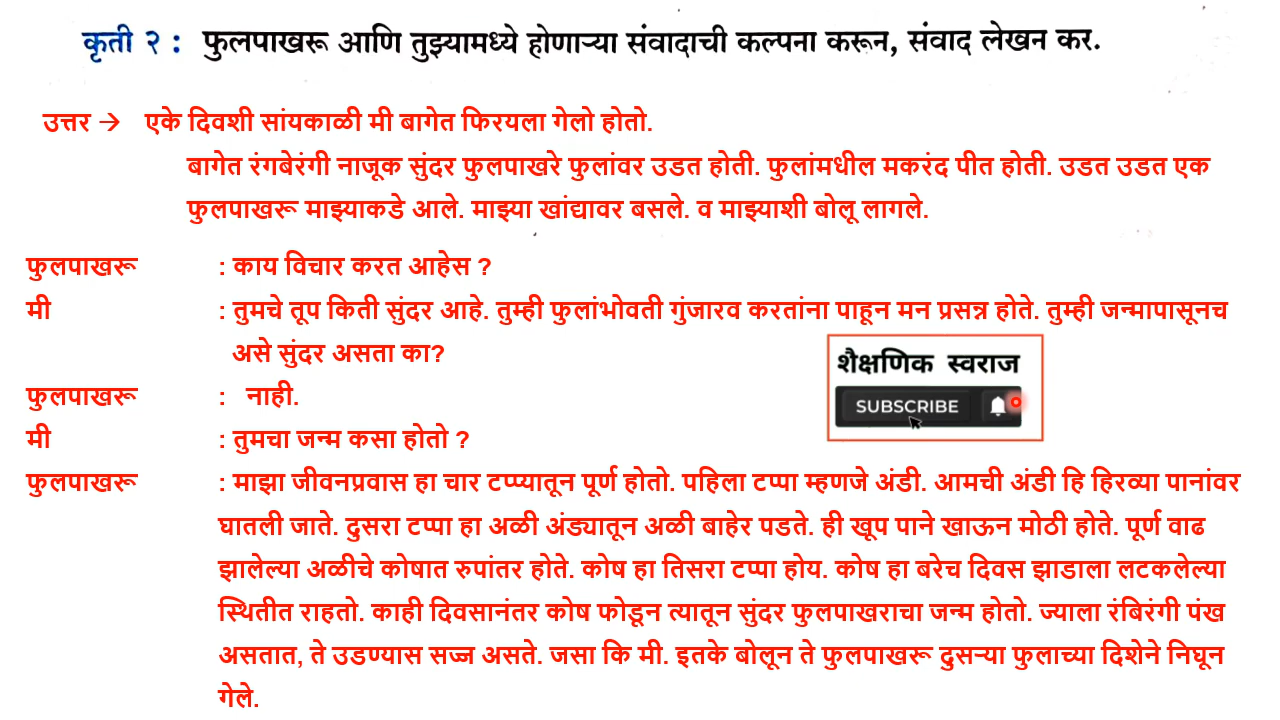 कृती २ : फुलपाखरू आणि तुझ्यामध्ये होणाऱ्या संवादाची कल्पना करून, संवाद लेखन कर.
उत्तर → एके दिवशी सांयकाळी मी बागेत फिरयला गेलो होतो.
बागेत रंगबेरंगी नाजूक सुंदर फुलपाखरे फुलांवर उडत होती. फुलांमधील मकरंद पीत होती. उडत उडत एक
फुलपाखरू माझ्याकडे आले. माझ्या खांद्यावर बसले. व माझ्याशी बोलू लागले.
फुलपाखरू : काय विचार करत आहेस ?
मी : तुमचे तूप किती सुंदर आहे. तुम्ही फुलांभोवती गुंजारव करतांना पाहून मन प्रसन्न होते. तुम्ही जन्मापासूनच
असे सुंदर असता का?
फुलपाखरू : नाही.
मी : तुमचा जन्म कसा होतो ?
फुलपाखरू : माझा जीवनप्रवास हा चार टप्प्यातून पूर्ण होतो. पहिला टप्पा म्हणजे अंडी. आमची अंडी हि हिरव्या पानांवर
घातली जाते. दुसरा टप्पा हा अळी अंड्यातून अळी बाहेर पडते. ही खूप पाने खाऊन मोठी होते. पूर्ण वाढ
झालेल्या अळीचे कोषात रुपांतर होते. कोष हा तिसरा टप्पा होय. कोष हा बरेच दिवस झाडाला लटकलेल्या
स्थितीत राहतो. काही दिवसानंतर कोष फोडून त्यातून सुंदर फुलपाखराचा जन्म होतो. ज्याला रंबिरंगी पंख
असतात, ते उडण्यास सज्ज असते. जसा कि मी. इतके बोलून ते फुलपाखरू दुसऱ्या फुलाच्या दिशेने निघून
गेले.
शैक्षणिक स्वराज
SUBSCRIBE